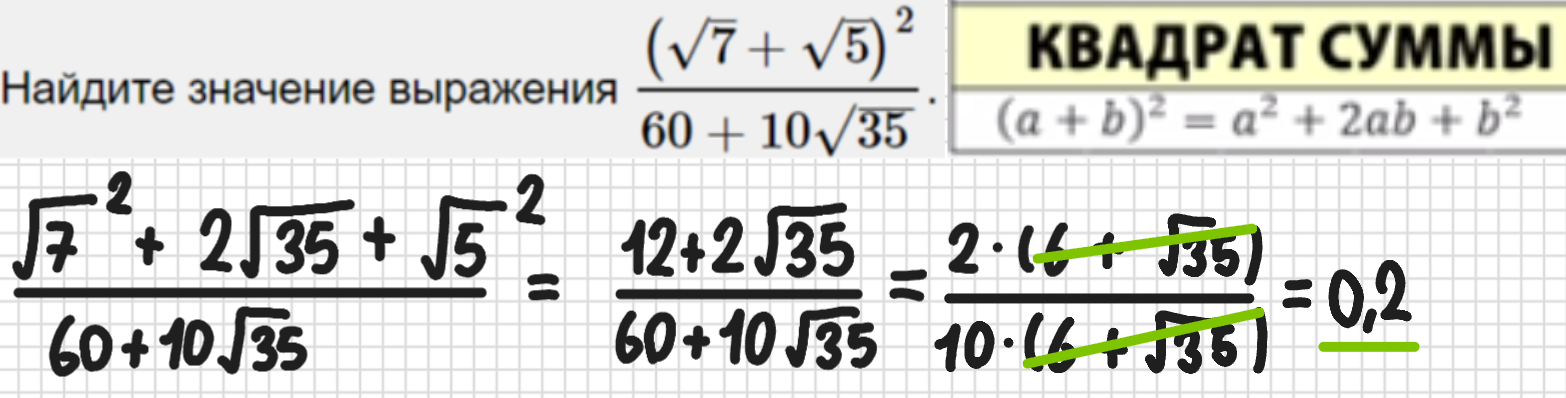 Найдите значение выражения (√7 + √5)² / (60 + 10√35).
КВАДРАТ СУММЫ
(a + b)² = a² + 2ab + b²
(√7² + 2√35 + √5²) / (60 + 10√35) = (12 + 2√35) / (60 + 10√35) = (2·(6 + √35)) / (10·(6 + √35)) = 0,2